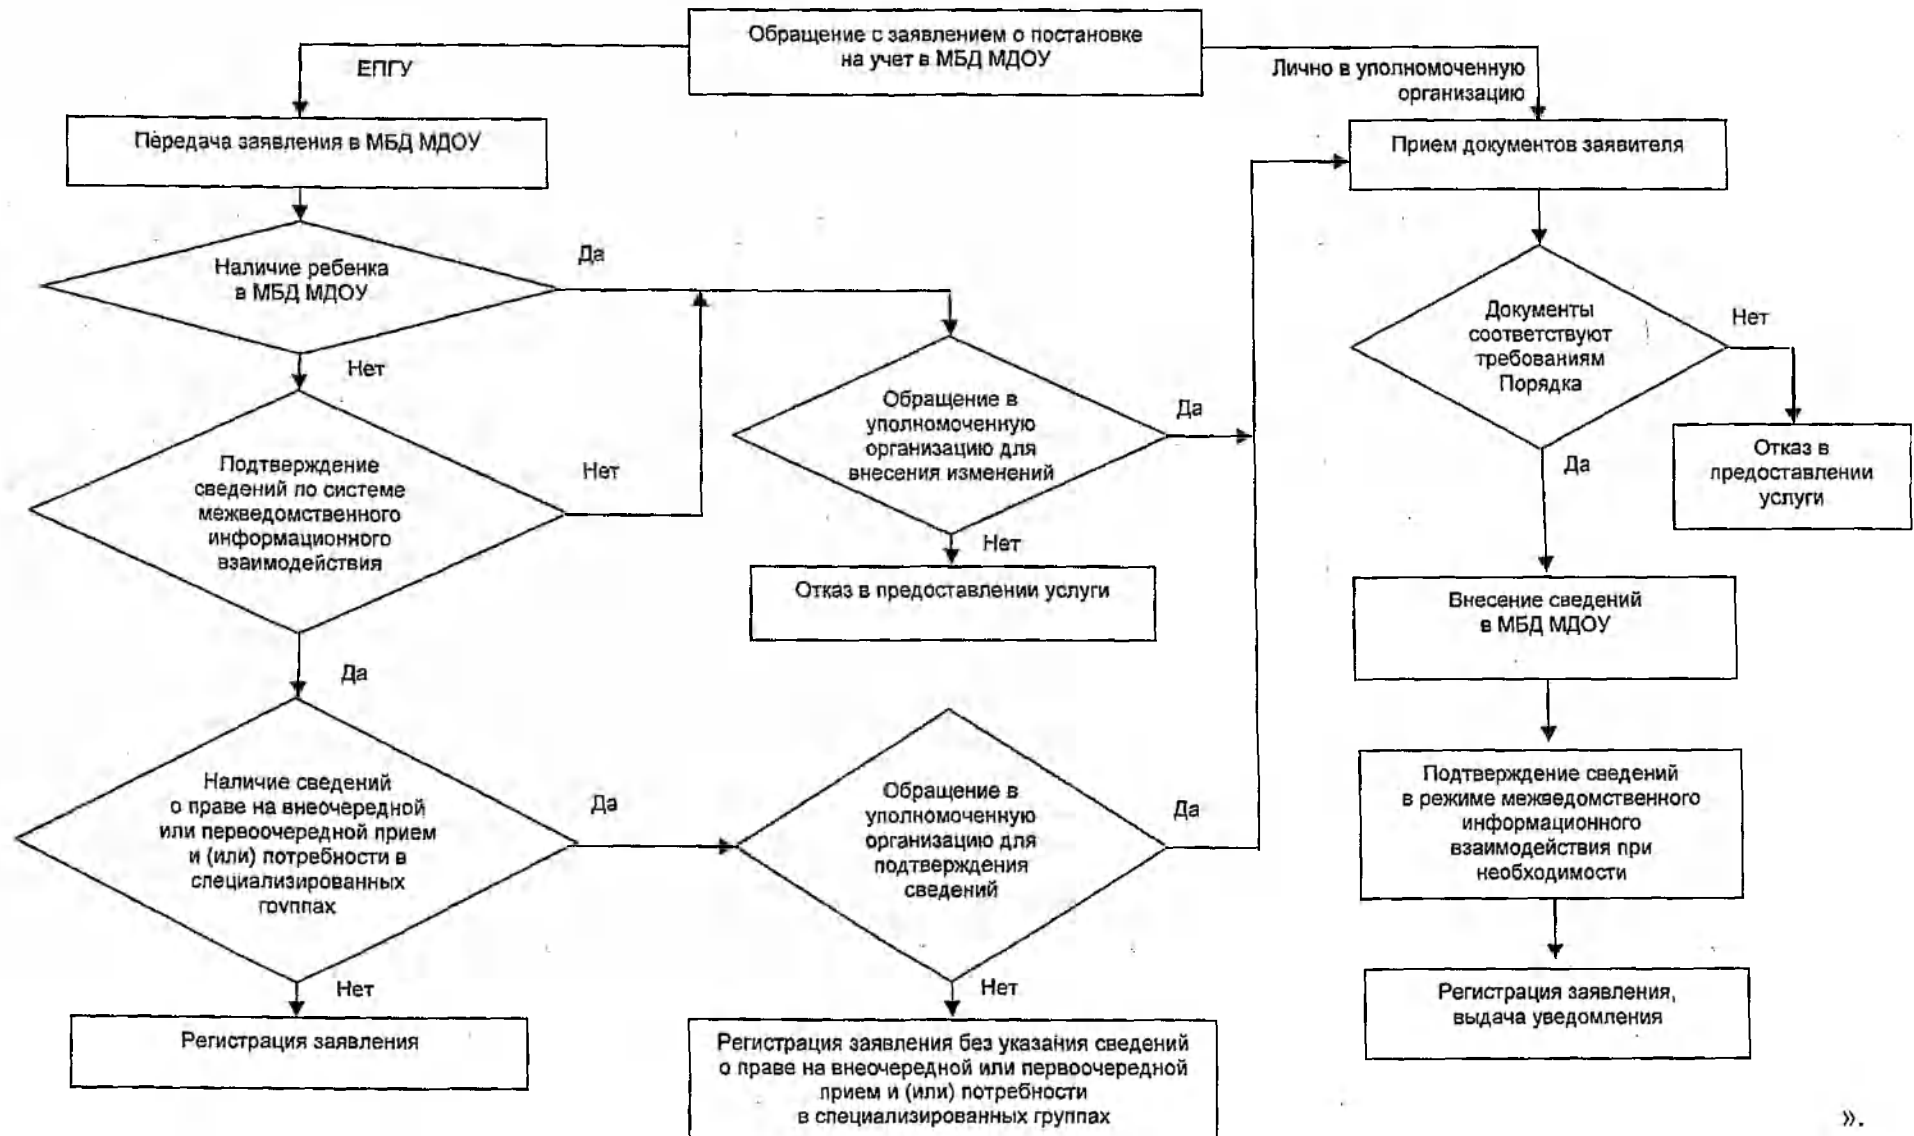 Обращение с заявлением о постановке
на учет в МБД МДОУ
ЕПГУ
Лично в уполномоченную
организацию
Передача заявления в МБД МДОУ
Прием документов заявителя
Наличие ребенка
в МБД МДОУ
Да
Нет
Документы
соответствуют
требованиям
Порядка
Нет
Да
Отказ в
предоставлении
услуги
Обращение в
уполномоченную
организацию для
внесения изменений
Да
Нет
Отказ в предоставлении услуги
Подтверждение
сведений по системе
межведомственного
информационного
взаимодействия
Нет
Да
Внесение сведений
в МБД МДОУ
Наличие сведений
о праве на внеочередной
или первоочередной прием
и (или) потребности в
специализированных
группах
Да
Нет
Обращение в
уполномоченную
организацию для
подтверждения
сведений
Да
Нет
Подтверждение сведений
в режиме межведомственного
информационного
взаимодействия при
необходимости
Регистрация заявления,
выдача уведомления
Регистрация заявления
Регистрация заявления без указания сведений
о праве на внеочередной или первоочередной
прием и (или) потребности
в специализированных группах
».